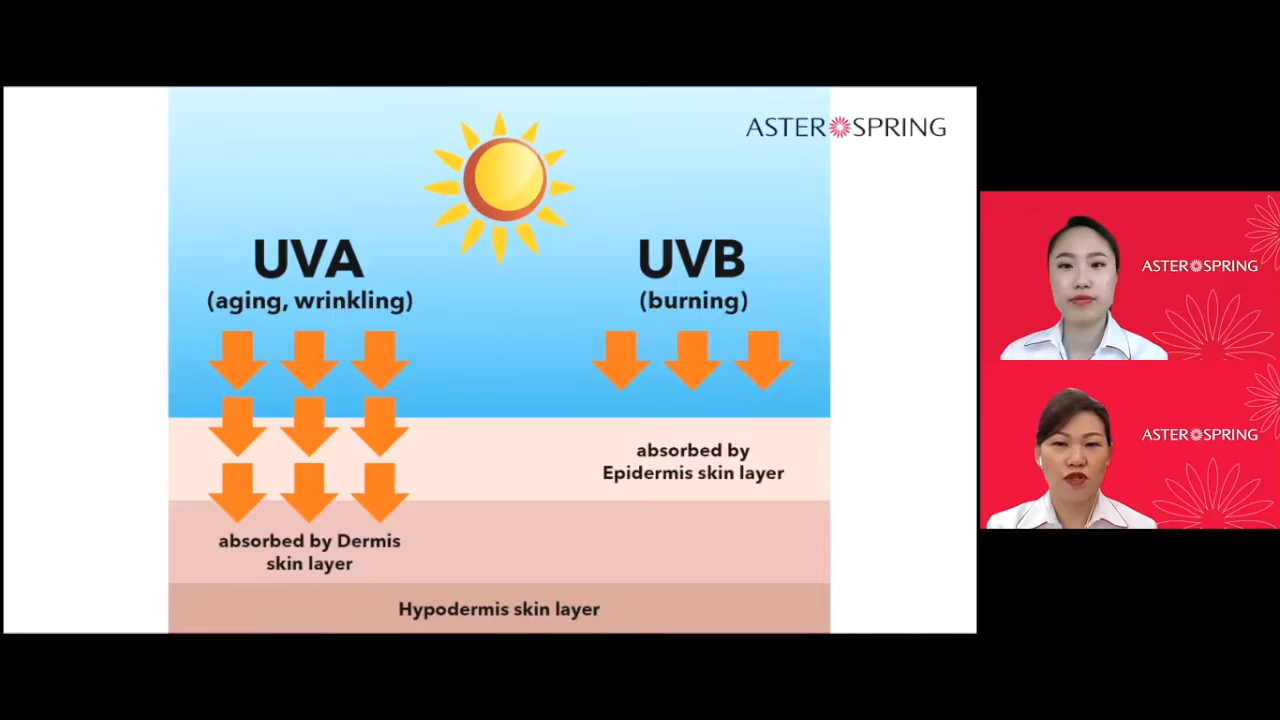 ASTER SPRING
UVA
(aging, wrinkling)
UVB
(burning)
absorbed by
Epidermis skin layer
absorbed by Dermis
skin layer
Hypodermis skin layer
ASTER SPRING
ASTER SPRING